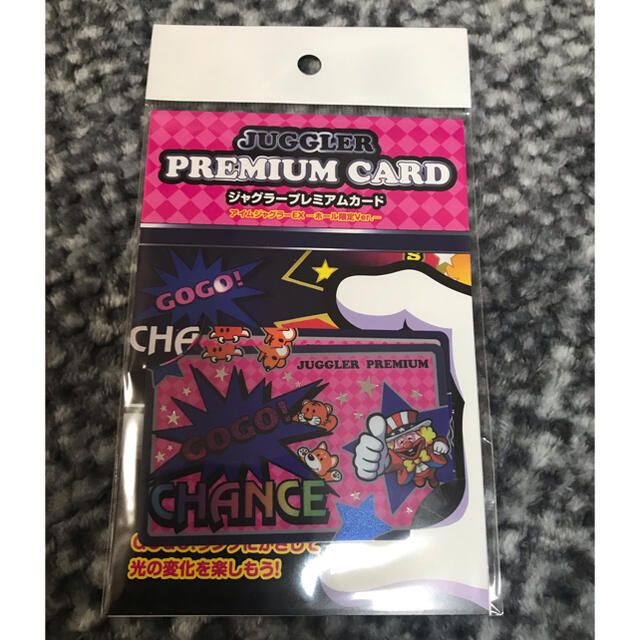 JUGGLER
PREMIUM CARD
ジャグラープレミアムカード
アイムジャグラーEX ーホール限定Ver.ー
S
GOGO!
CHA
JUGGLER PREMIUM
GOGO!
CHANCE
光の変化を楽しもう!